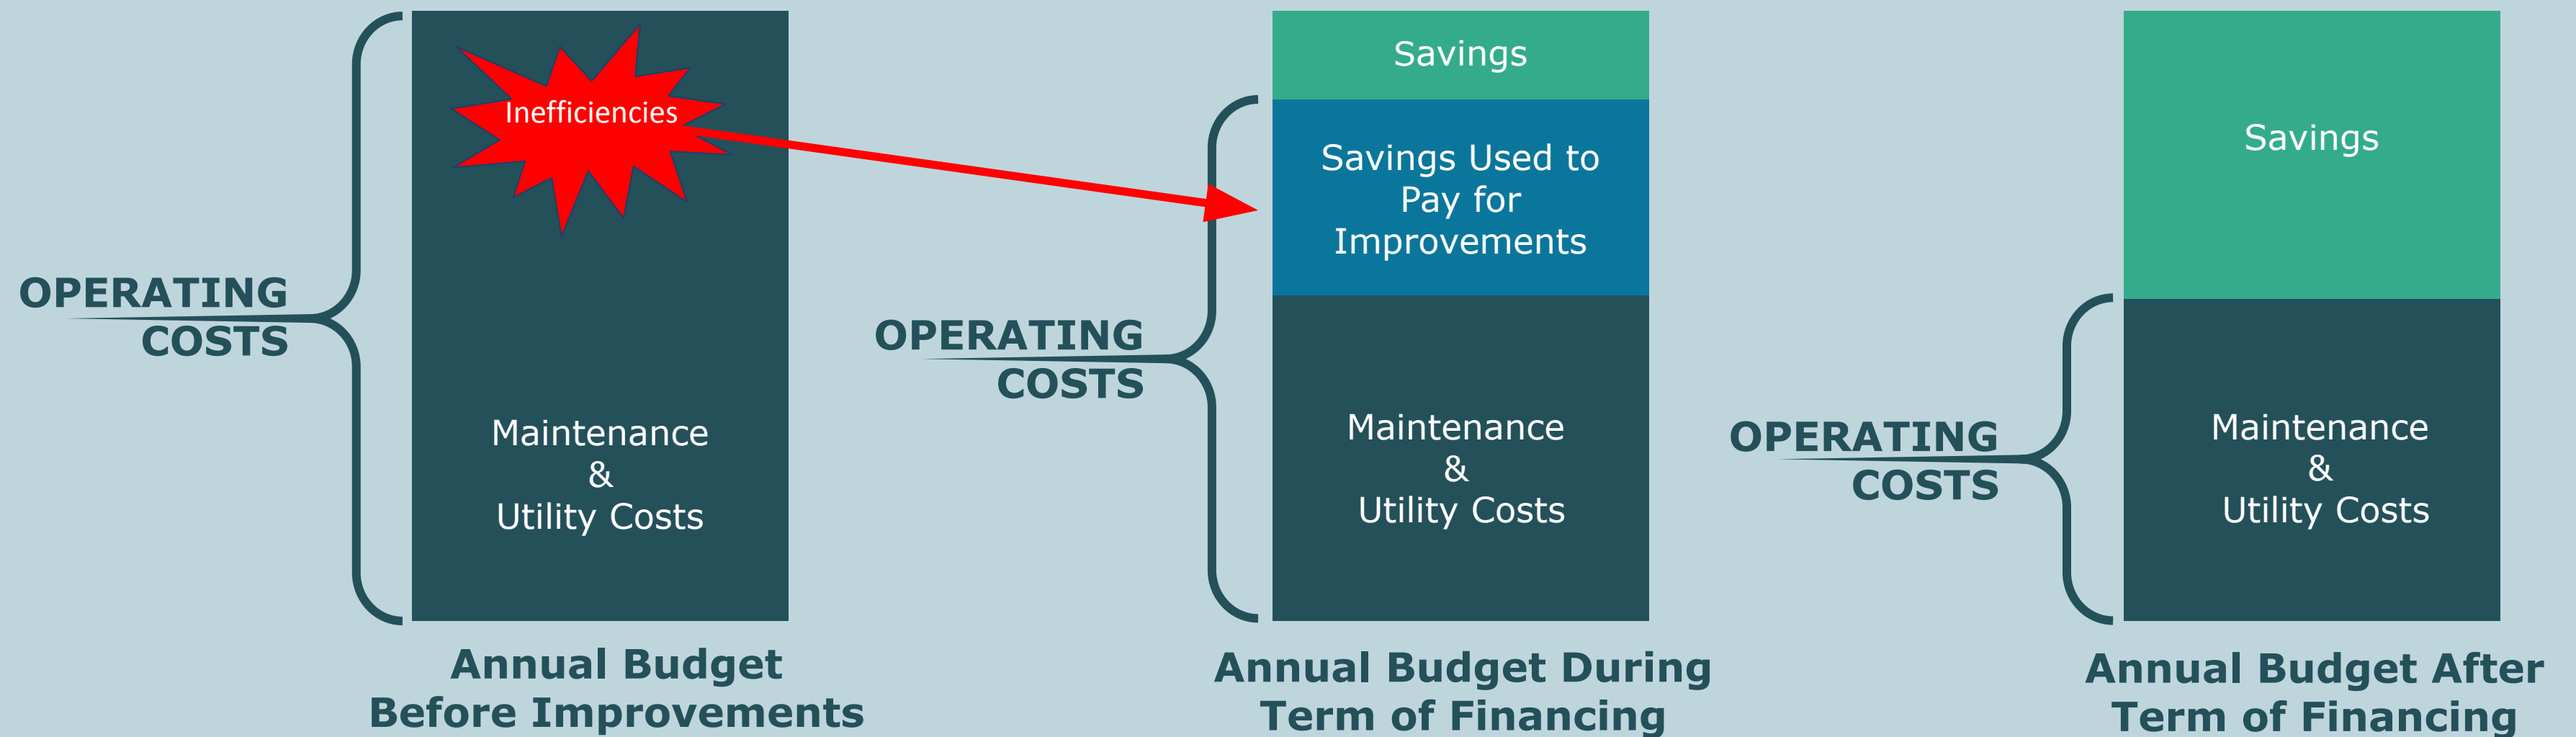 OPERATING
COSTS
Inefficiencies
Maintenance
&
Utility Costs
Annual Budget
Before Improvements
OPERATING
COSTS
Savings
Savings Used to
Pay for
Improvements
Maintenance
&
Utility Costs
Annual Budget During
Term of Financing
OPERATING
COSTS
Savings
Maintenance
&
Utility Costs
Annual Budget After
Term of Financing